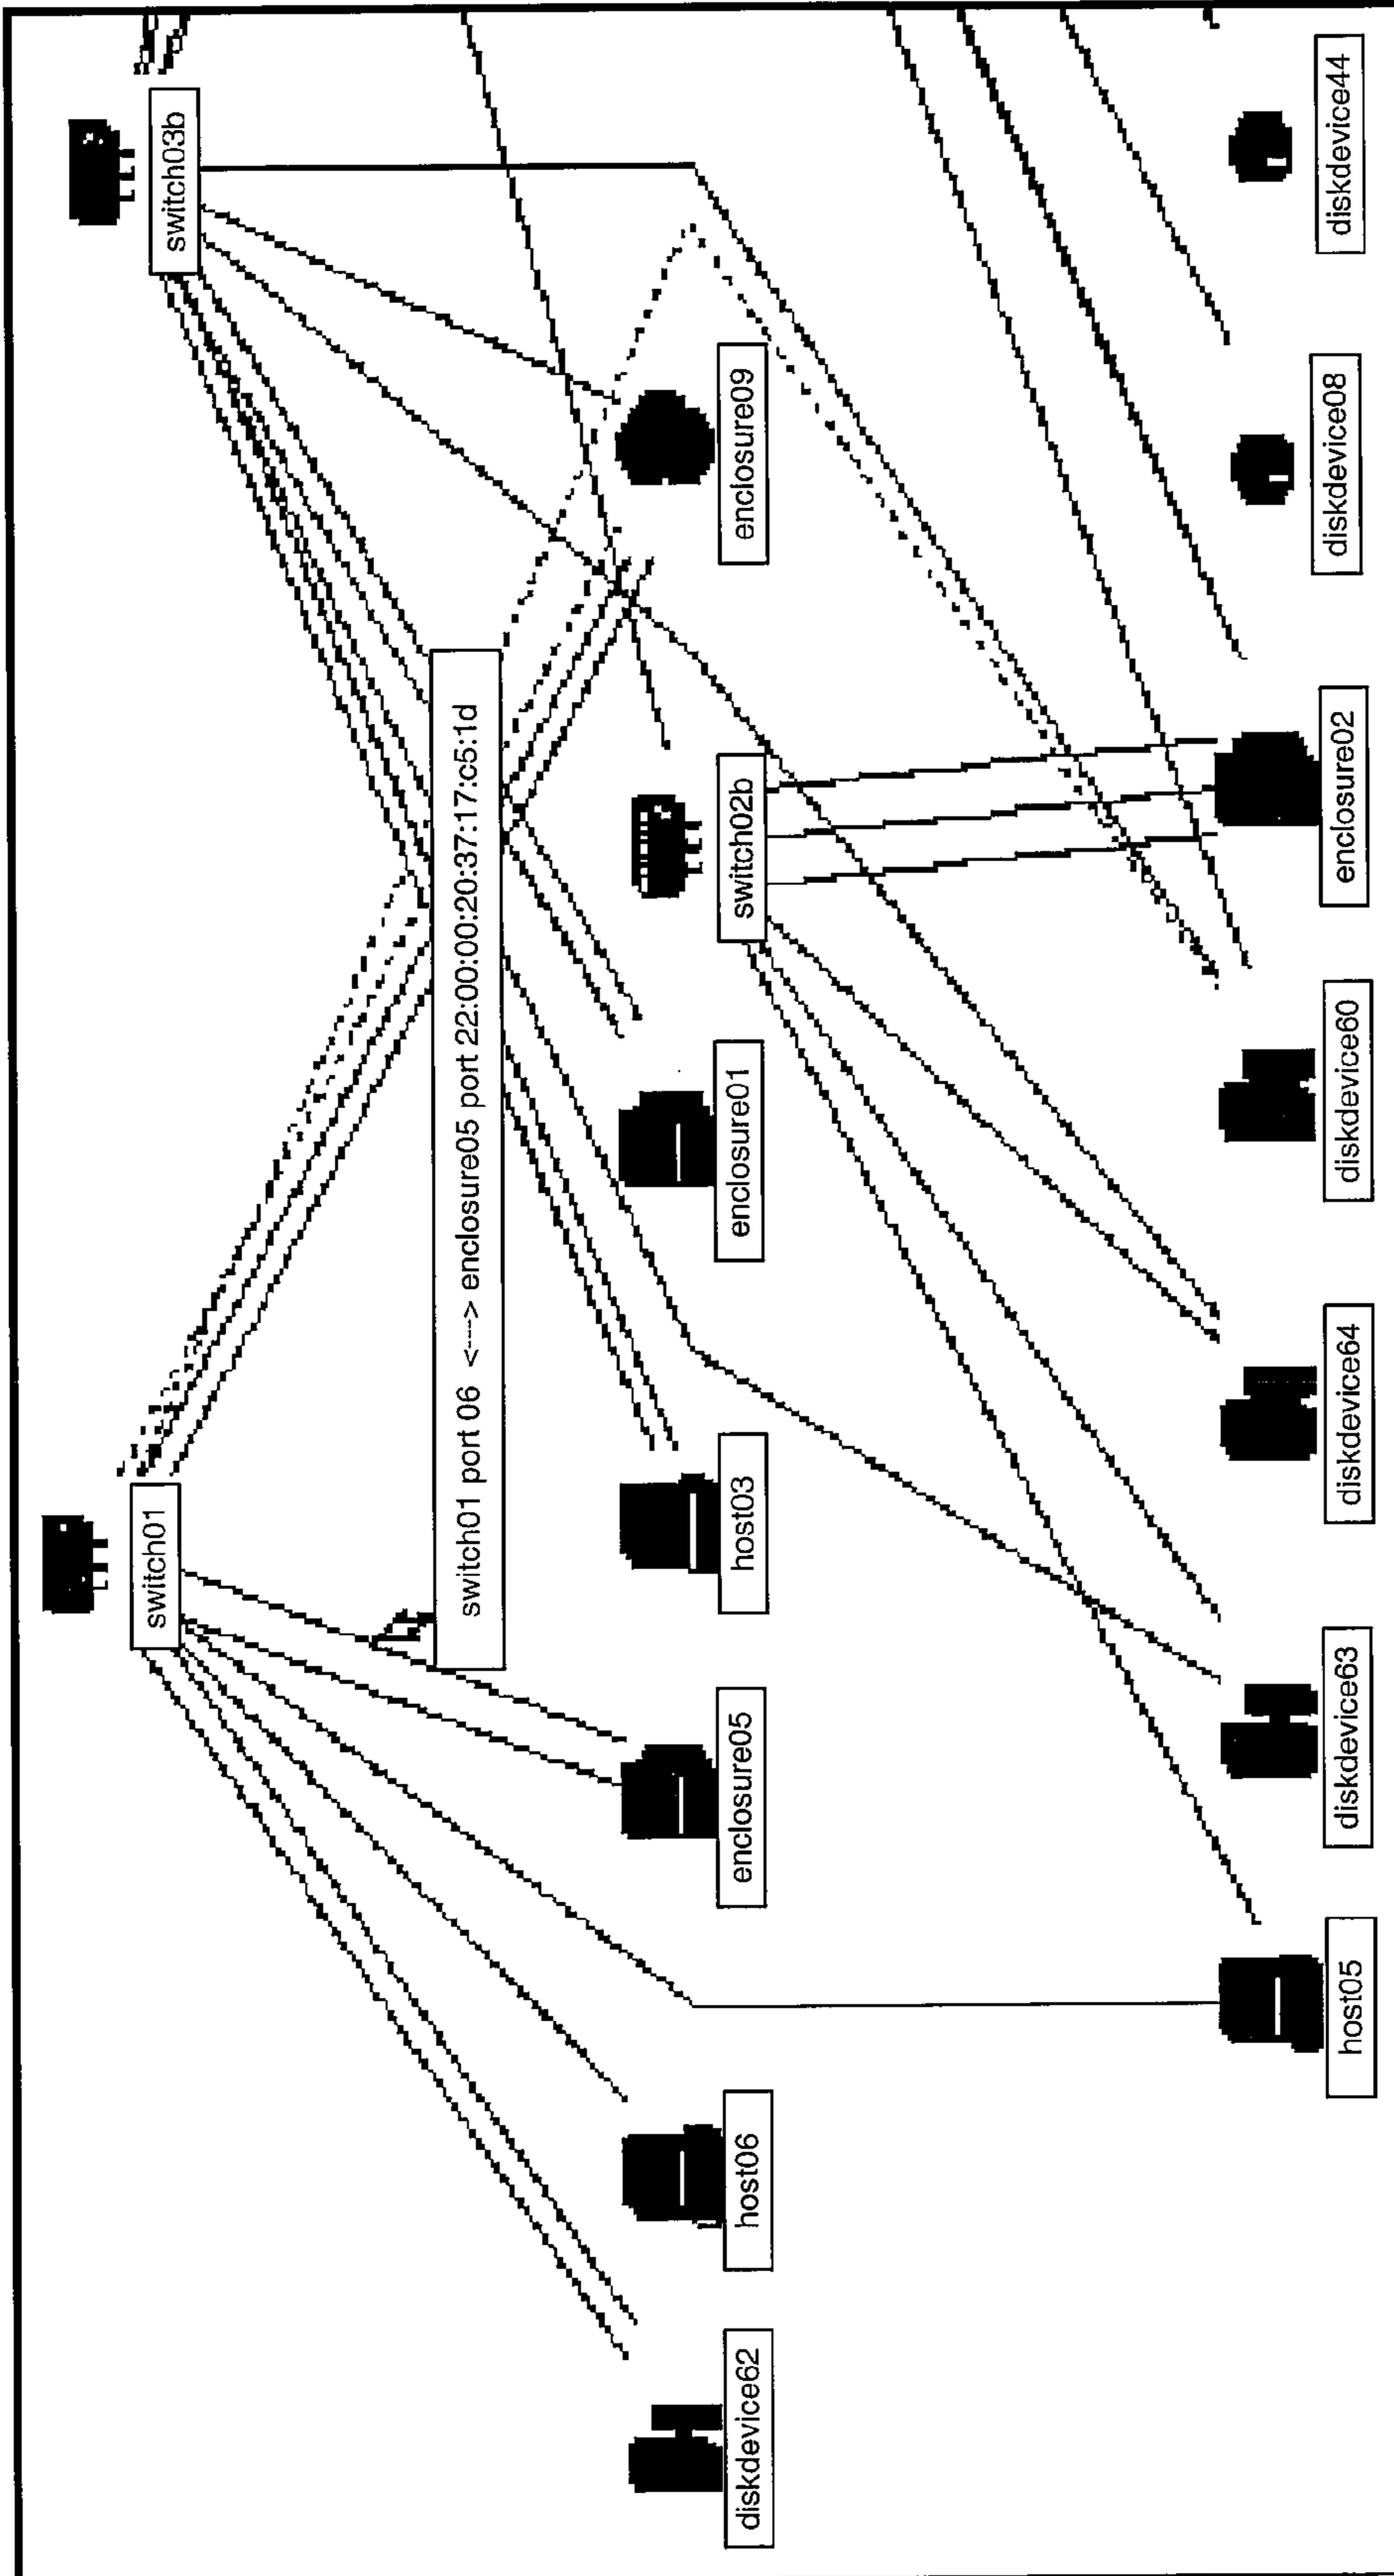 switch01
switch03b
switch01 port 06 <---> enclosure05 port 22:00:00:20:37:17:c5:1d
diskdevice62
host06
enclosure05
host03
enclosure01
switch02b
enclosure09
host05
diskdevice63
diskdevice64
diskdevice60
enclosure02
diskdevice08
diskdevice44